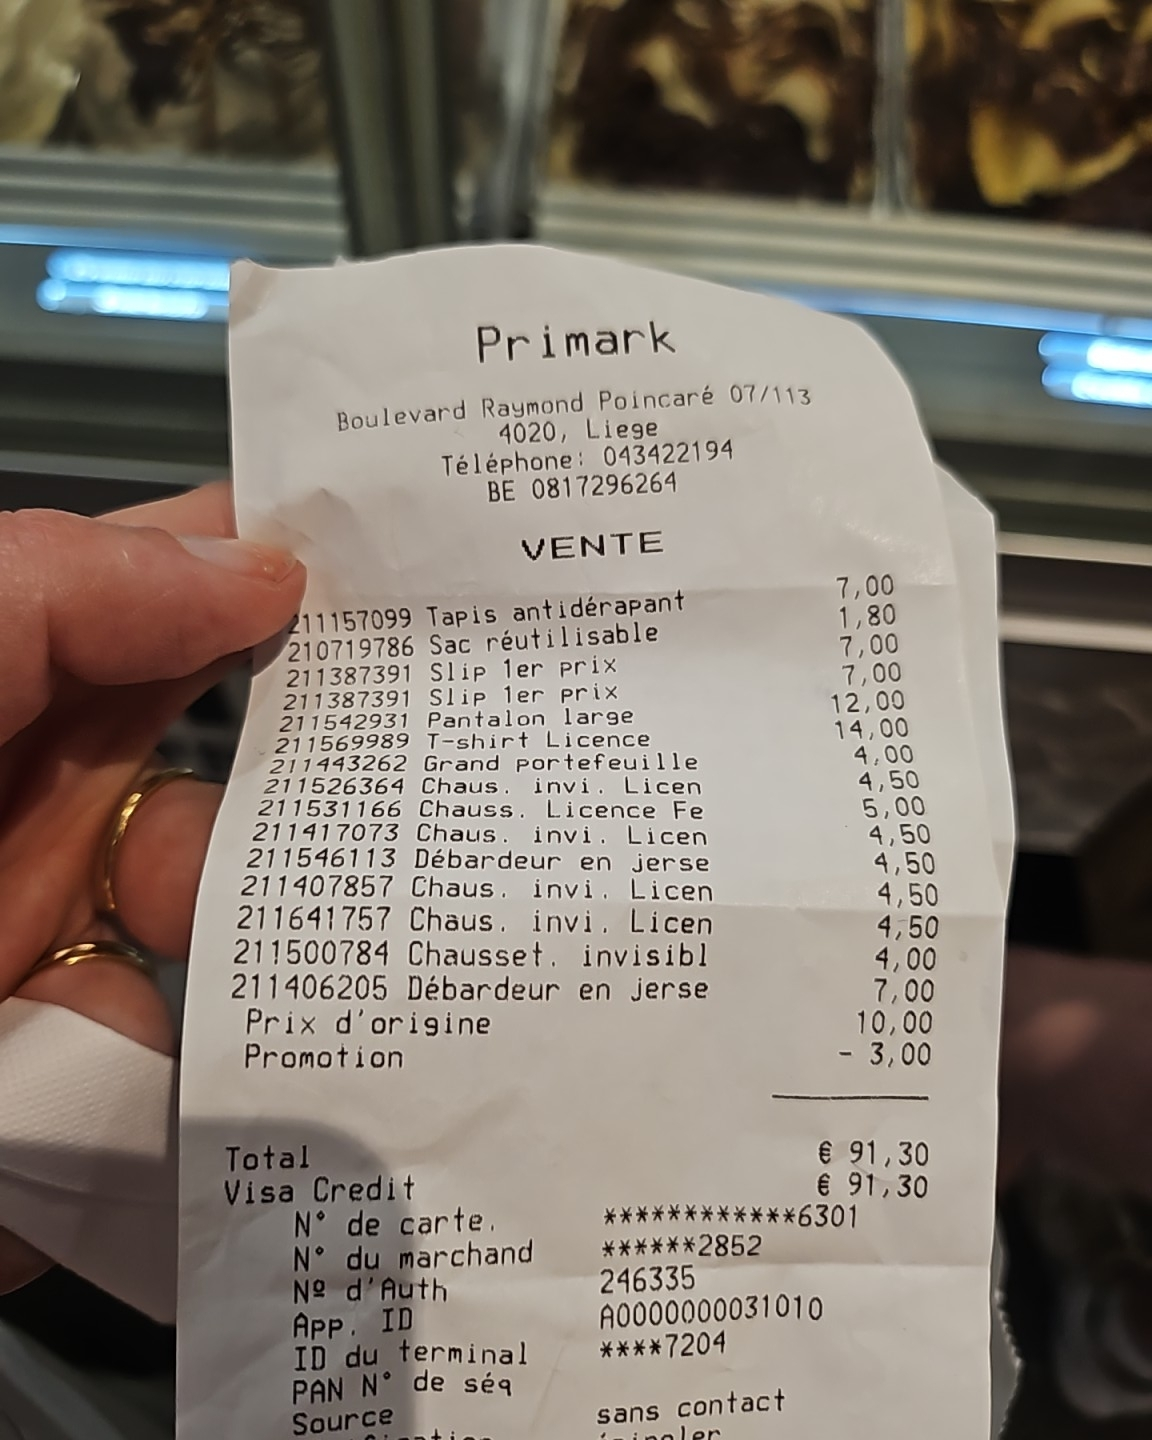 Primark
Boulevard Raymond Poincaré 07/113
4020, Liege
Téléphone: 043422194
BE 0817296264
VENTE
211157099 Tapis antidérapant 7,00
210719786 Sac réutilisable 1,80
211387391 Slip 1er prix 7,00
211387391 Slip 1er prix 7,00
211542931 Pantalon large 12,00
211569989 T-shirt Licence 14,00
211443262 Grand portefeuille 4,00
211526364 Chaus. invi. Licen 4,50
211531166 Chauss. Licence Fe 5,00
211417073 Chaus. invi. Licen 4,50
211546113 Débardeur en jerse 4,50
211407857 Chaus. invi. Licen 4,50
211641757 Chaus. invi. Licen 4,50
211500784 Chausset. invisibl 4,00
211406205 Débardeur en jerse 7,00
Prix d'origine 10,00
Promotion - 3,00
Total € 91,30
Visa Credit € 91,30
N° de carte. ************6301
N° du marchand ******2852
Nº d'Auth 246335
App. ID A0000000031010
ID du terminal ****7204
PAN N° de séq
Source sans contact